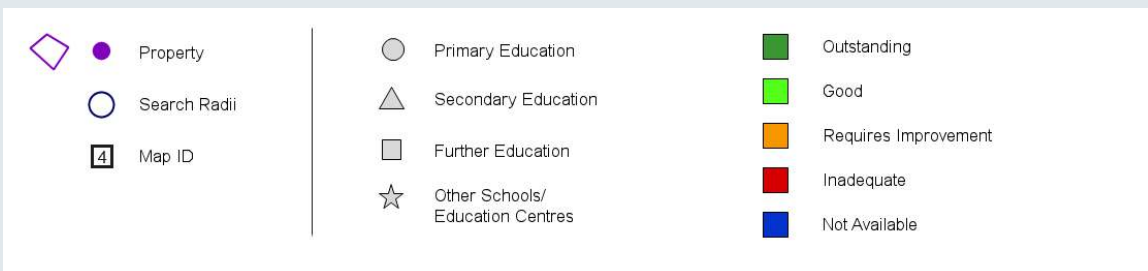 Property
Search Radii
4 Map ID
Primary Education
Secondary Education
Further Education
Other Schools/
Education Centres
Outstanding
Good
Requires Improvement
Inadequate
Not Available